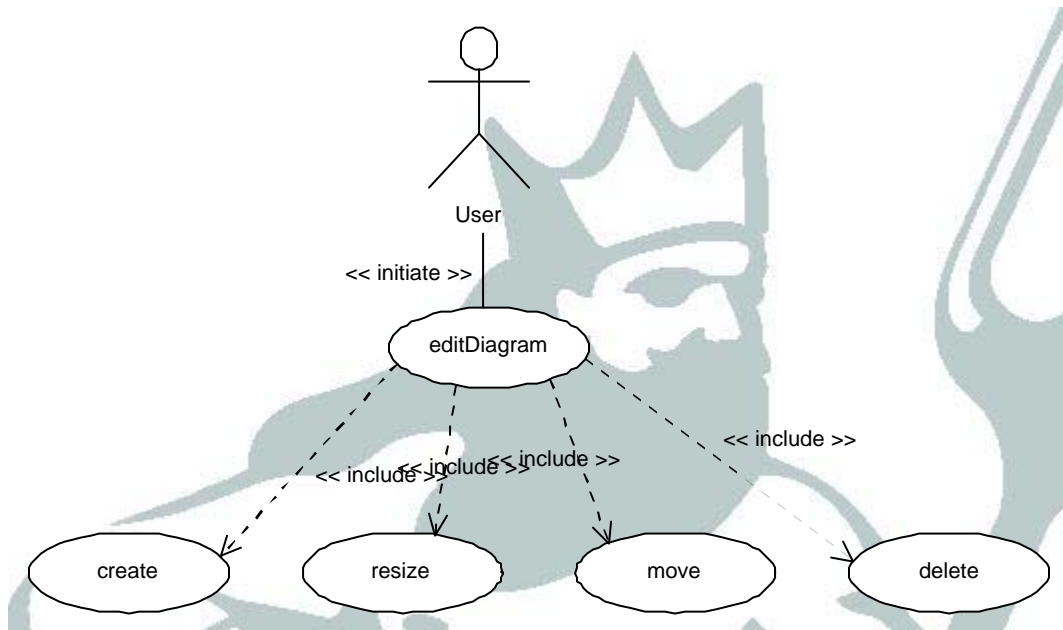 User
<< initiate >>
editDiagram
<< include >>
<< include >>
<< include >>
<< include >>
create
resize
move
delete